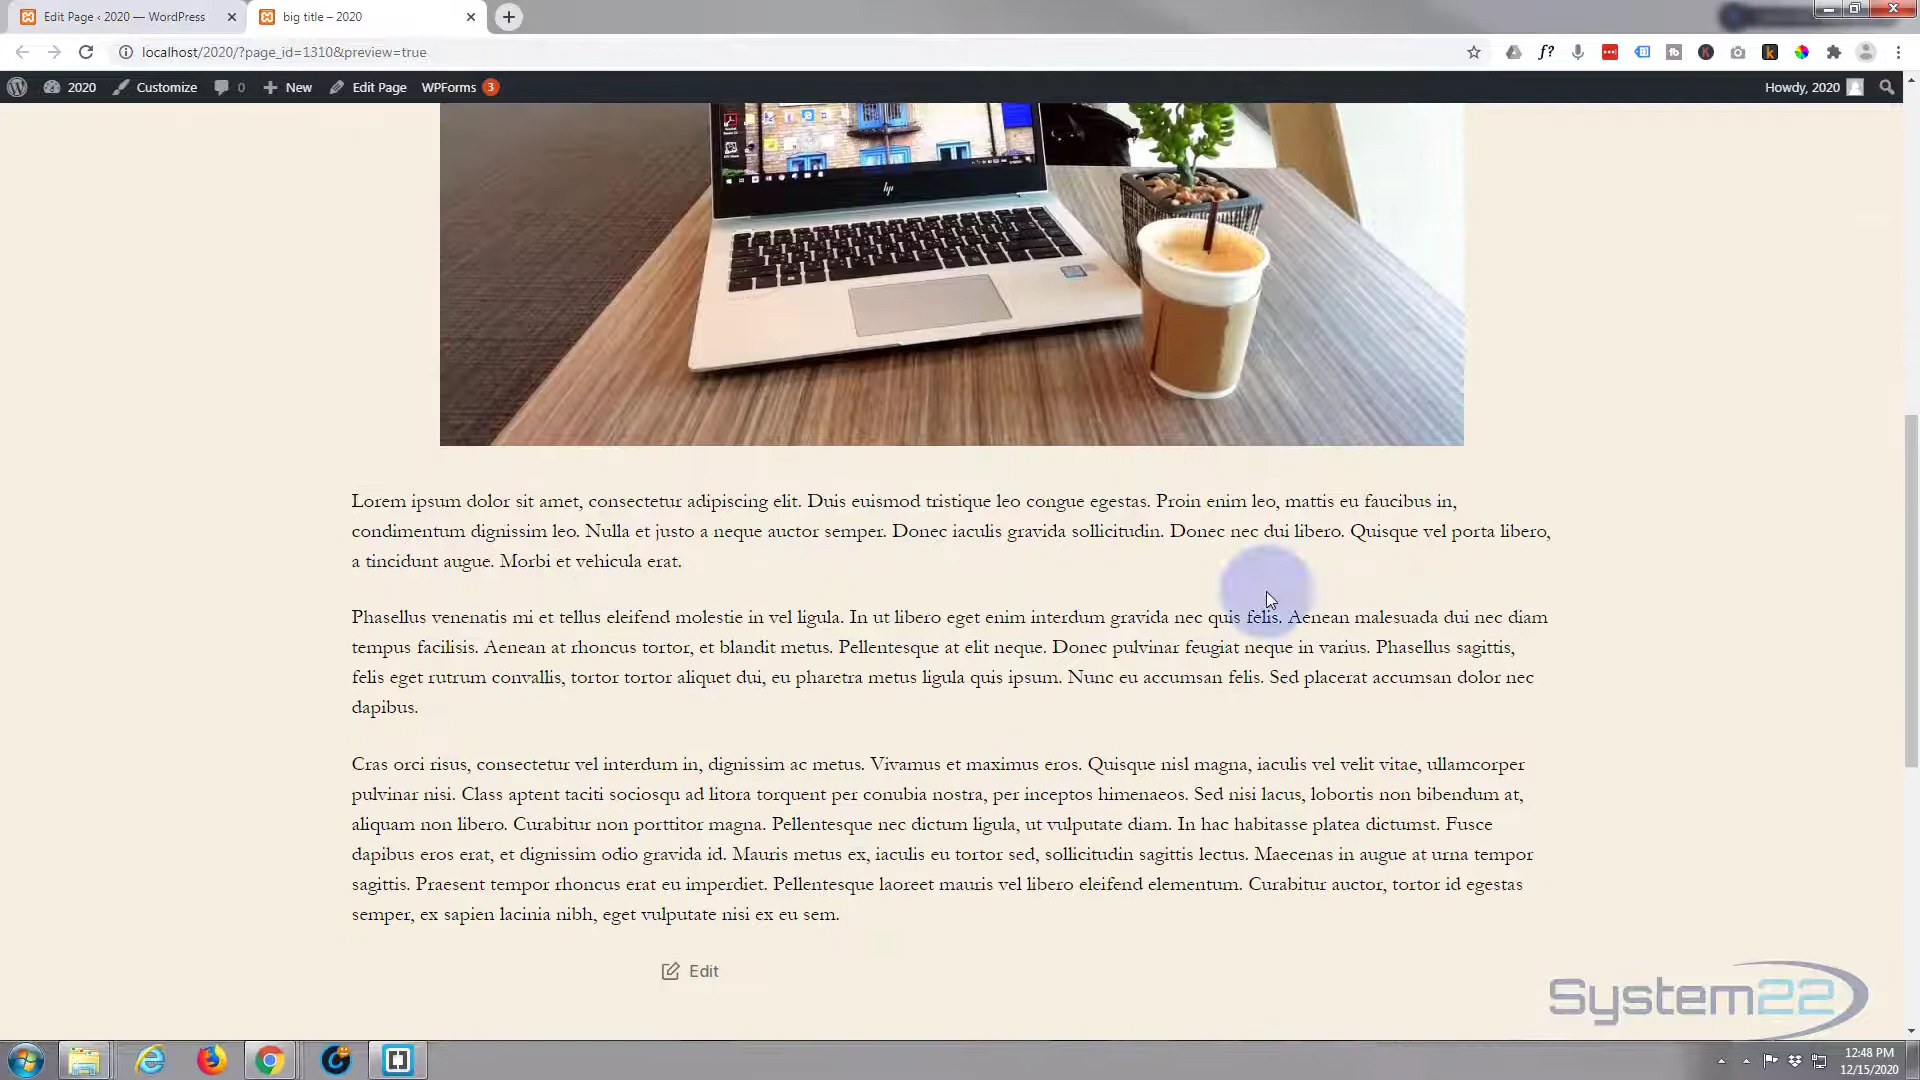 Edit Page ‹ 2020 — WordPress
big title – 2020
localhost/2020/?page_id=1310&preview=true
2020
Customize
0
New
Edit Page
WPForms 3
Howdy, 2020
hp
Lorem ipsum dolor sit amet, consectetur adipiscing elit. Duis euismod tristique leo congue egestas. Proin enim leo, mattis eu faucibus in,
condimentum dignissim leo. Nulla et justo a neque auctor semper. Donec iaculis gravida sollicitudin. Donec nec dui libero. Quisque vel porta libero,
a tincidunt augue. Morbi et vehicula erat.
Phasellus venenatis mi et tellus eleifend molestie in vel ligula. In ut libero eget enim interdum gravida nec quis felis. Aenean malesuada dui nec diam
tempus facilisis. Aenean at rhoncus tortor, et blandit metus. Pellentesque at elit neque. Donec pulvinar feugiat neque in varius. Phasellus sagittis,
felis eget rutrum convallis, tortor tortor aliquet dui, eu pharetra metus ligula quis ipsum. Nunc eu accumsan felis. Sed placerat accumsan dolor nec
dapibus.
Cras orci risus, consectetur vel interdum in, dignissim ac metus. Vivamus et maximus eros. Quisque nisl magna, iaculis vel velit vitae, ullamcorper
pulvinar nisi. Class aptent taciti sociosqu ad litora torquent per conubia nostra, per inceptos himenaeos. Sed nisi lacus, lobortis non bibendum at,
aliquam non libero. Curabitur non porttitor magna. Pellentesque nec dictum ligula, ut vulputate diam. In hac habitasse platea dictumst. Fusce
dapibus eros erat, et dignissim odio gravida id. Mauris metus ex, iaculis eu tortor sed, sollicitudin sagittis lectus. Maecenas in augue at urna tempor
sagittis. Praesent tempor rhoncus erat eu imperdiet. Pellentesque laoreet mauris vel libero eleifend elementum. Curabitur auctor, tortor id egestas
semper, ex sapien lacinia nibh, eget vulputate nisi ex eu sem.
Edit
System22
12:48 PM
12/15/2020